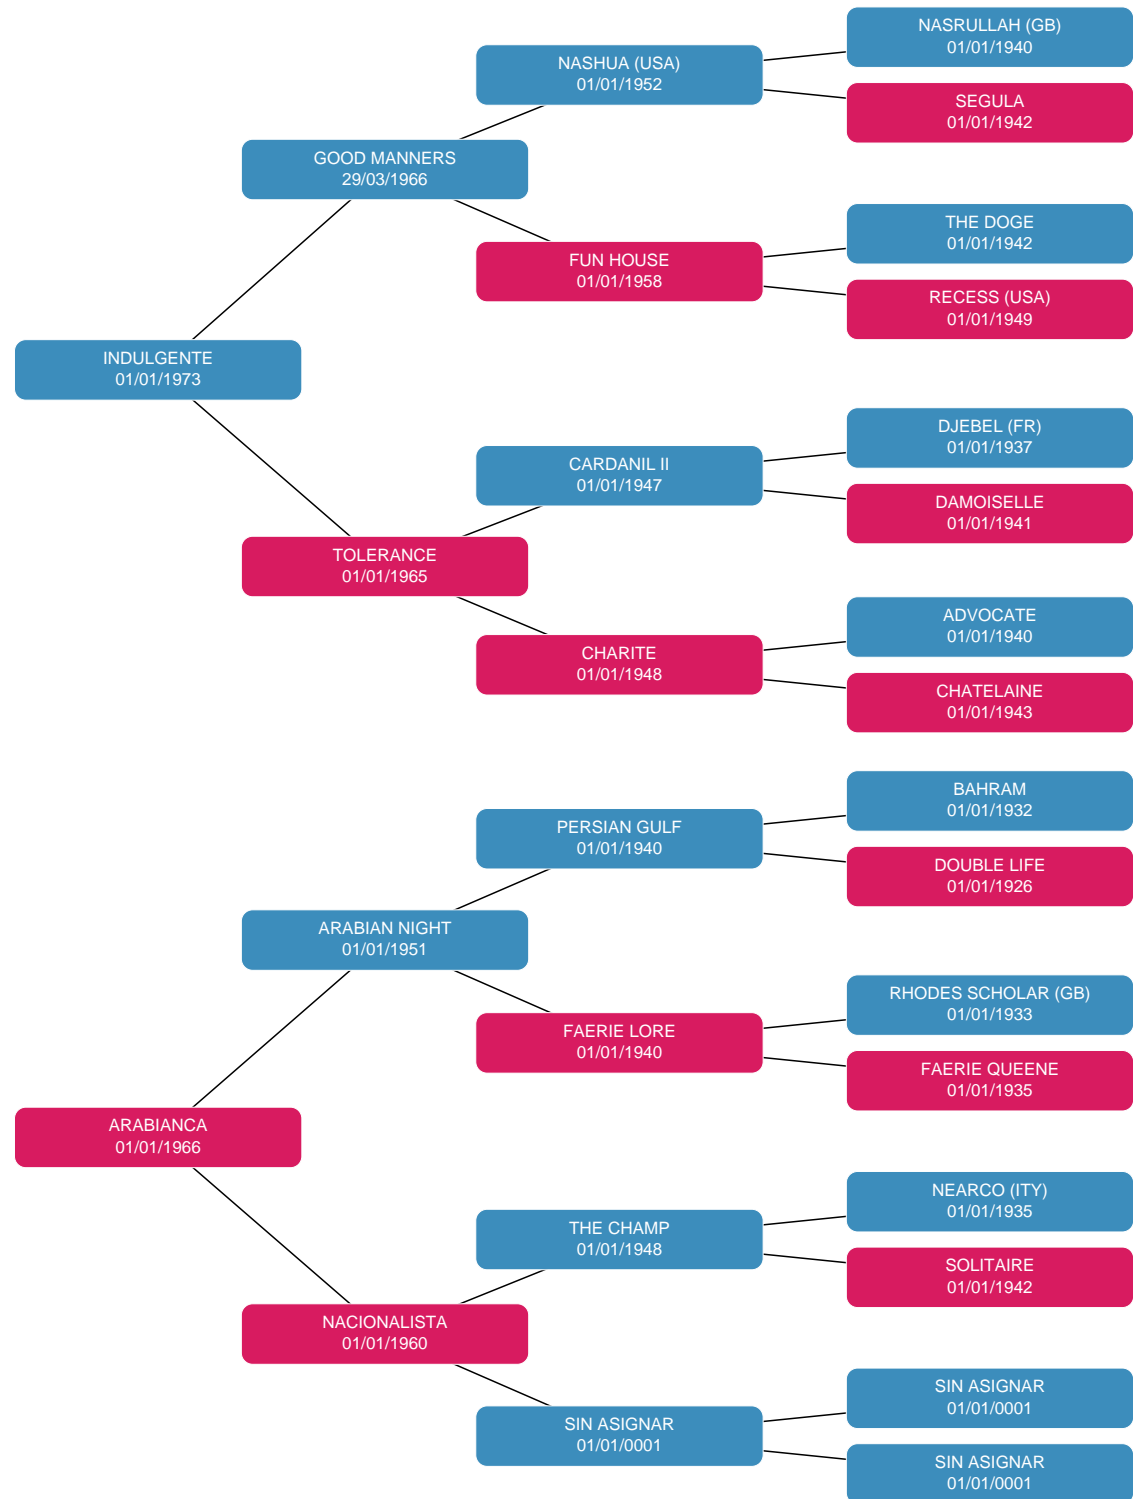 NASRULLAH (GB)
01/01/1940
NASHUA (USA)
01/01/1952
SEGULA
01/01/1942
GOOD MANNERS
29/03/1966
THE DOGE
01/01/1942
FUN HOUSE
01/01/1958
RECESS (USA)
01/01/1949
INDULGENTE
01/01/1973
DJEBEL (FR)
01/01/1937
CARDANIL II
01/01/1947
DAMOISELLE
01/01/1941
TOLERANCE
01/01/1965
ADVOCATE
01/01/1940
CHARITE
01/01/1948
CHATELAINE
01/01/1943
BAHRAM
01/01/1932
PERSIAN GULF
01/01/1940
DOUBLE LIFE
01/01/1926
ARABIAN NIGHT
01/01/1951
RHODES SCHOLAR (GB)
01/01/1933
FAERIE LORE
01/01/1940
FAERIE QUEENE
01/01/1935
ARABIANCA
01/01/1966
NEARCO (ITY)
01/01/1935
THE CHAMP
01/01/1948
SOLITAIRE
01/01/1942
NACIONALISTA
01/01/1960
SIN ASIGNAR
01/01/0001
SIN ASIGNAR
01/01/0001
SIN ASIGNAR
01/01/0001